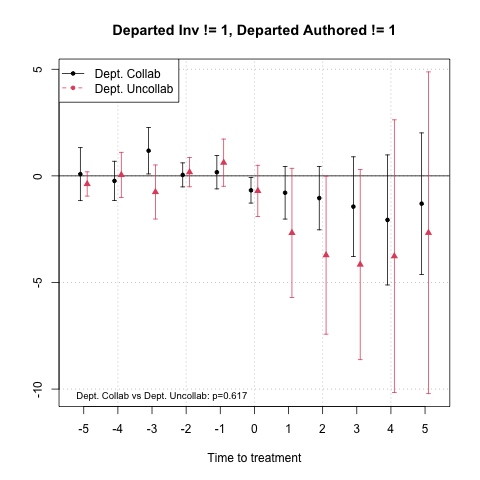 Departed Inv != 1, Departed Authored != 1
5
0
-5
-10
Dept. Collab
Dept. Uncollab
Dept. Collab vs Dept. Uncollab: p=0.617
-5 -4 -3 -2 -1 0 1 2 3 4 5
Time to treatment